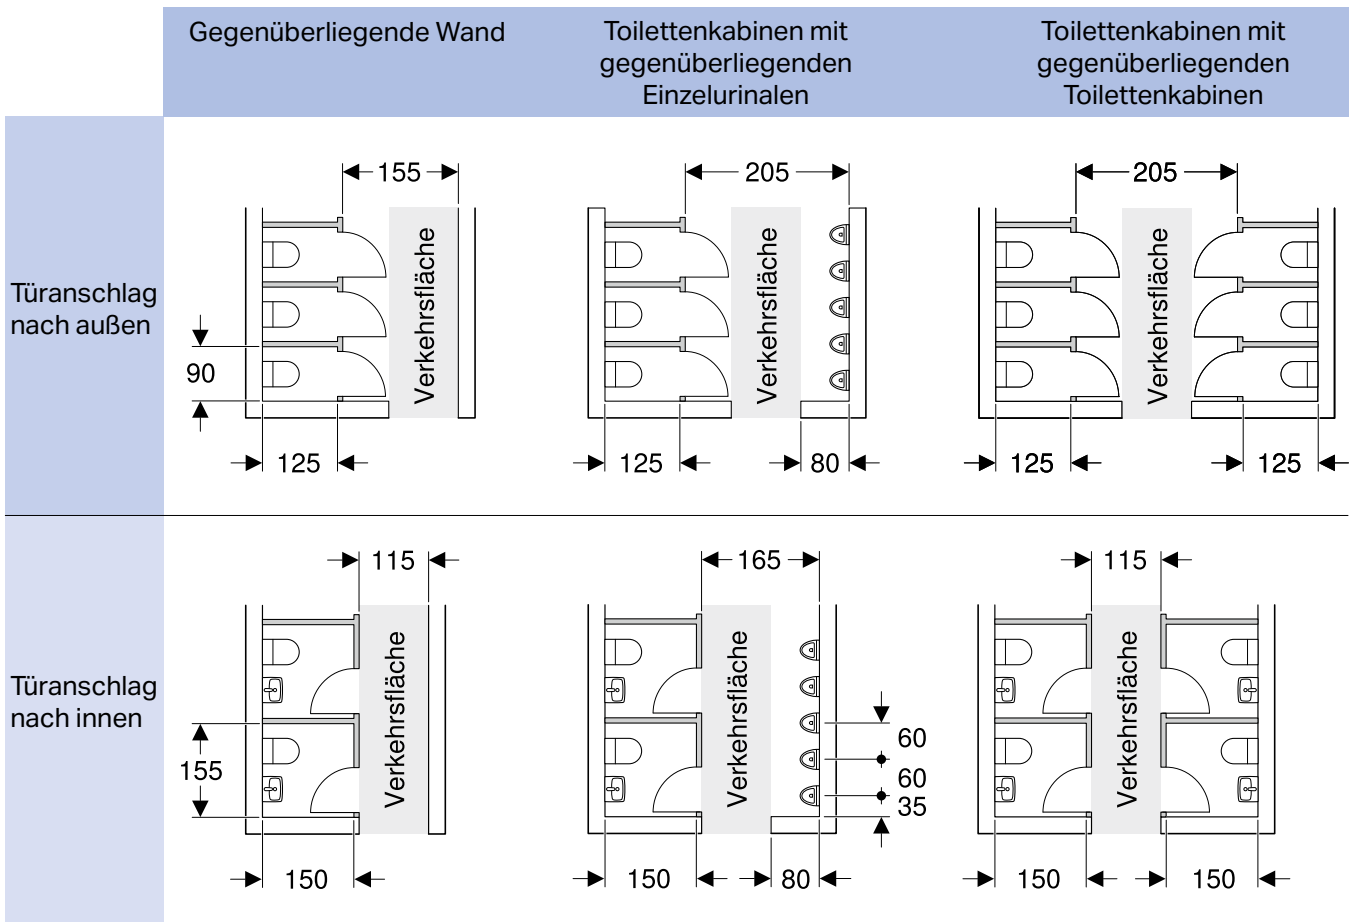 Gegenüberliegende Wand
Toilettenkabinen mit
gegenüberliegenden
Einzelurinalen
Toilettenkabinen mit
gegenüberliegenden
Toilettenkabinen
Türanschlag
nach außen
155
Verkehrsfläche
90
125
205
Verkehrsfläche
125
80
205
Verkehrsfläche
125
125
Türanschlag
nach innen
115
Verkehrsfläche
155
150
165
Verkehrsfläche
60
60
35
150
80
115
Verkehrsfläche
150
150